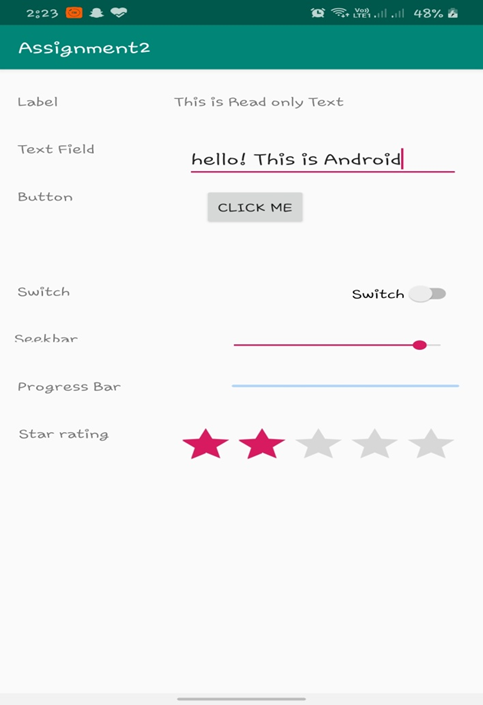 2:23 48%
Assignment2
Label This is Read only Text
Text Field hello! This is Android
Button CLICK ME
Switch Switch
Seekbar
Progress Bar
Star rating